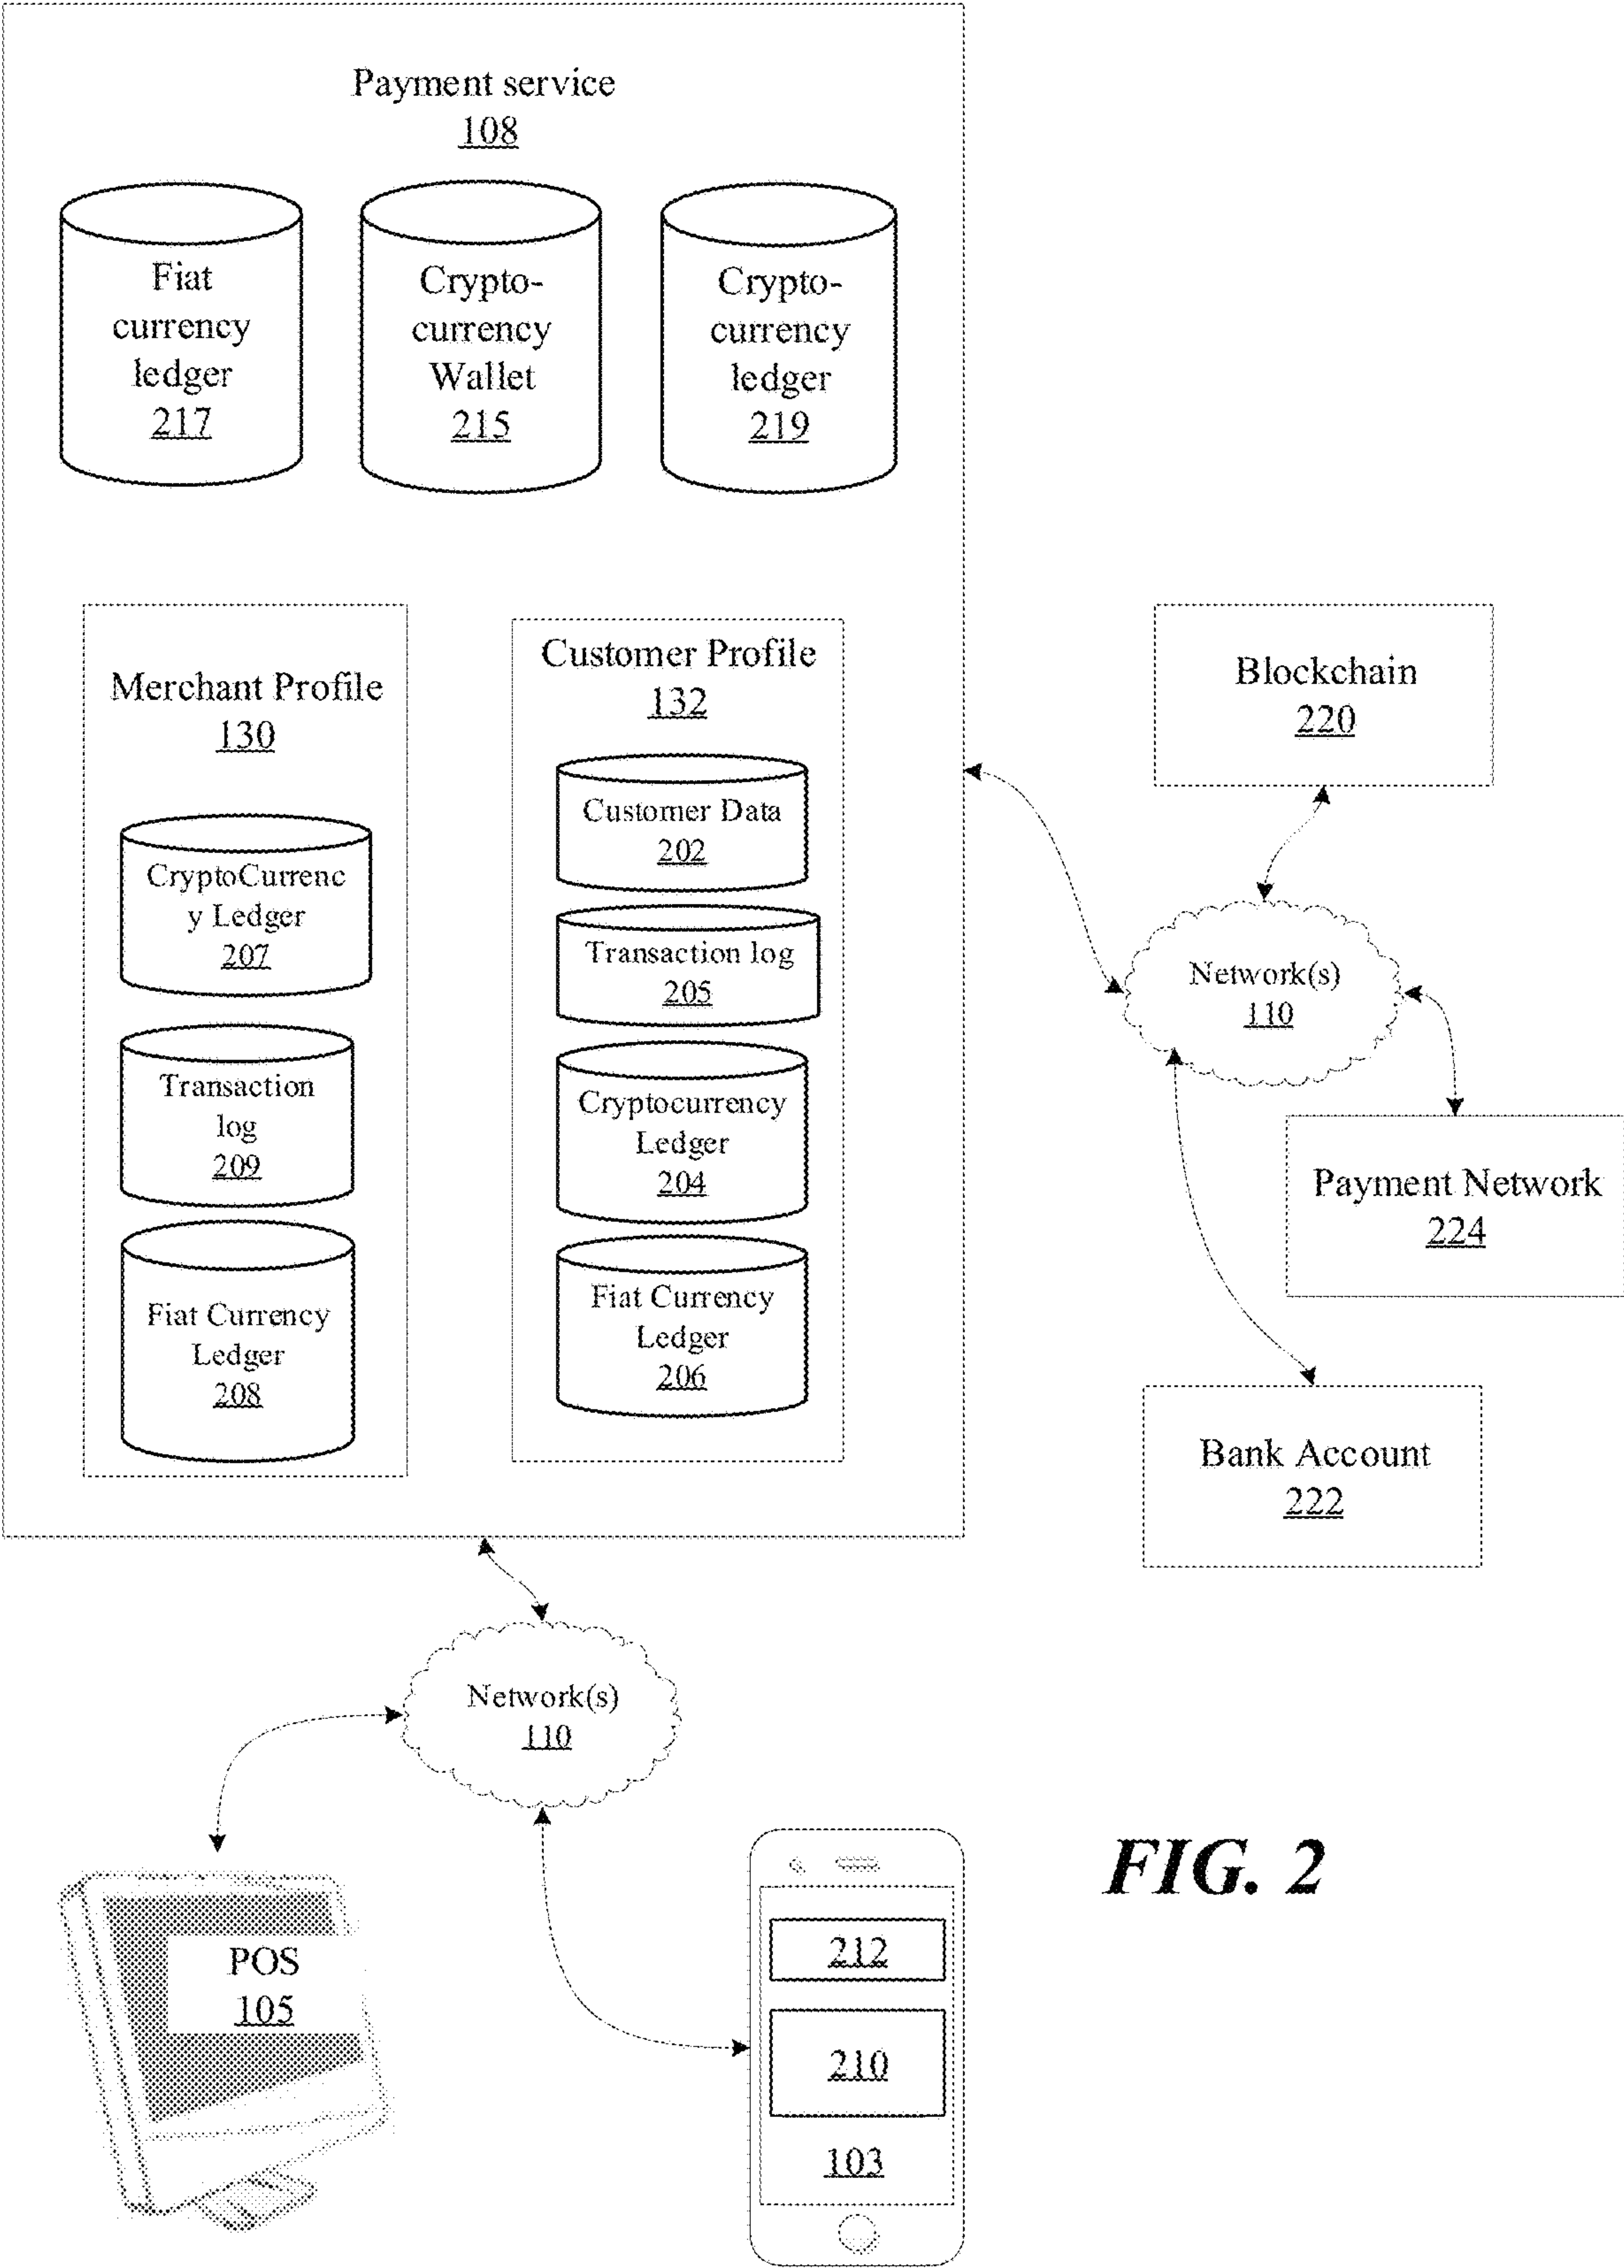 Payment service
108
Fiat
currency
ledger
217
Crypto-
currency
Wallet
215
Crypto-
currency
ledger
219
Merchant Profile
130
CryptoCurrenc
y Ledger
207
Transaction
log
209
Fiat Currency
Ledger
208
Customer Profile
132
Customer Data
202
Transaction log
205
Cryptocurrency
Ledger
204
Fiat Currency
Ledger
206
Blockchain
220
Network(s)
110
Payment Network
224
Bank Account
222
Network(s)
110
POS
105
212
210
103
FIG. 2